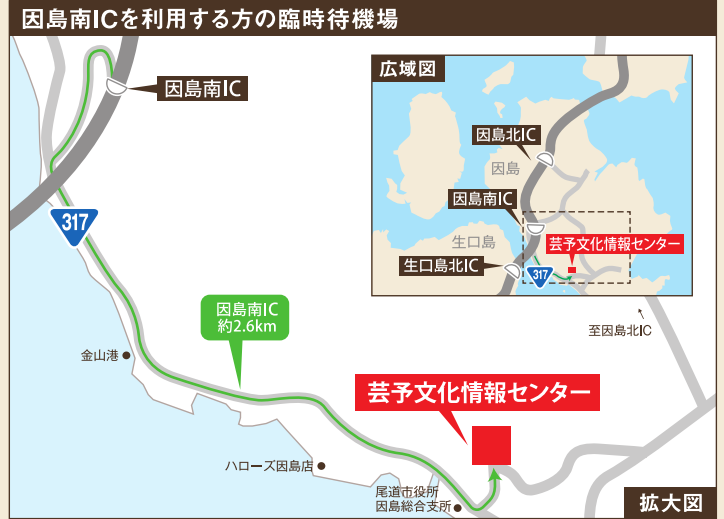 因島南ICを利用する方の臨時待機場
因島南IC
317
因島南IC
約2.6km
金山港
芸予文化情報センター
ハローズ因島店
尾道市役所
因島総合支所
至因島北IC
拡大図
広域図
因島北IC
因島
因島南IC
生口島
芸予文化情報センター
生口島北IC
317